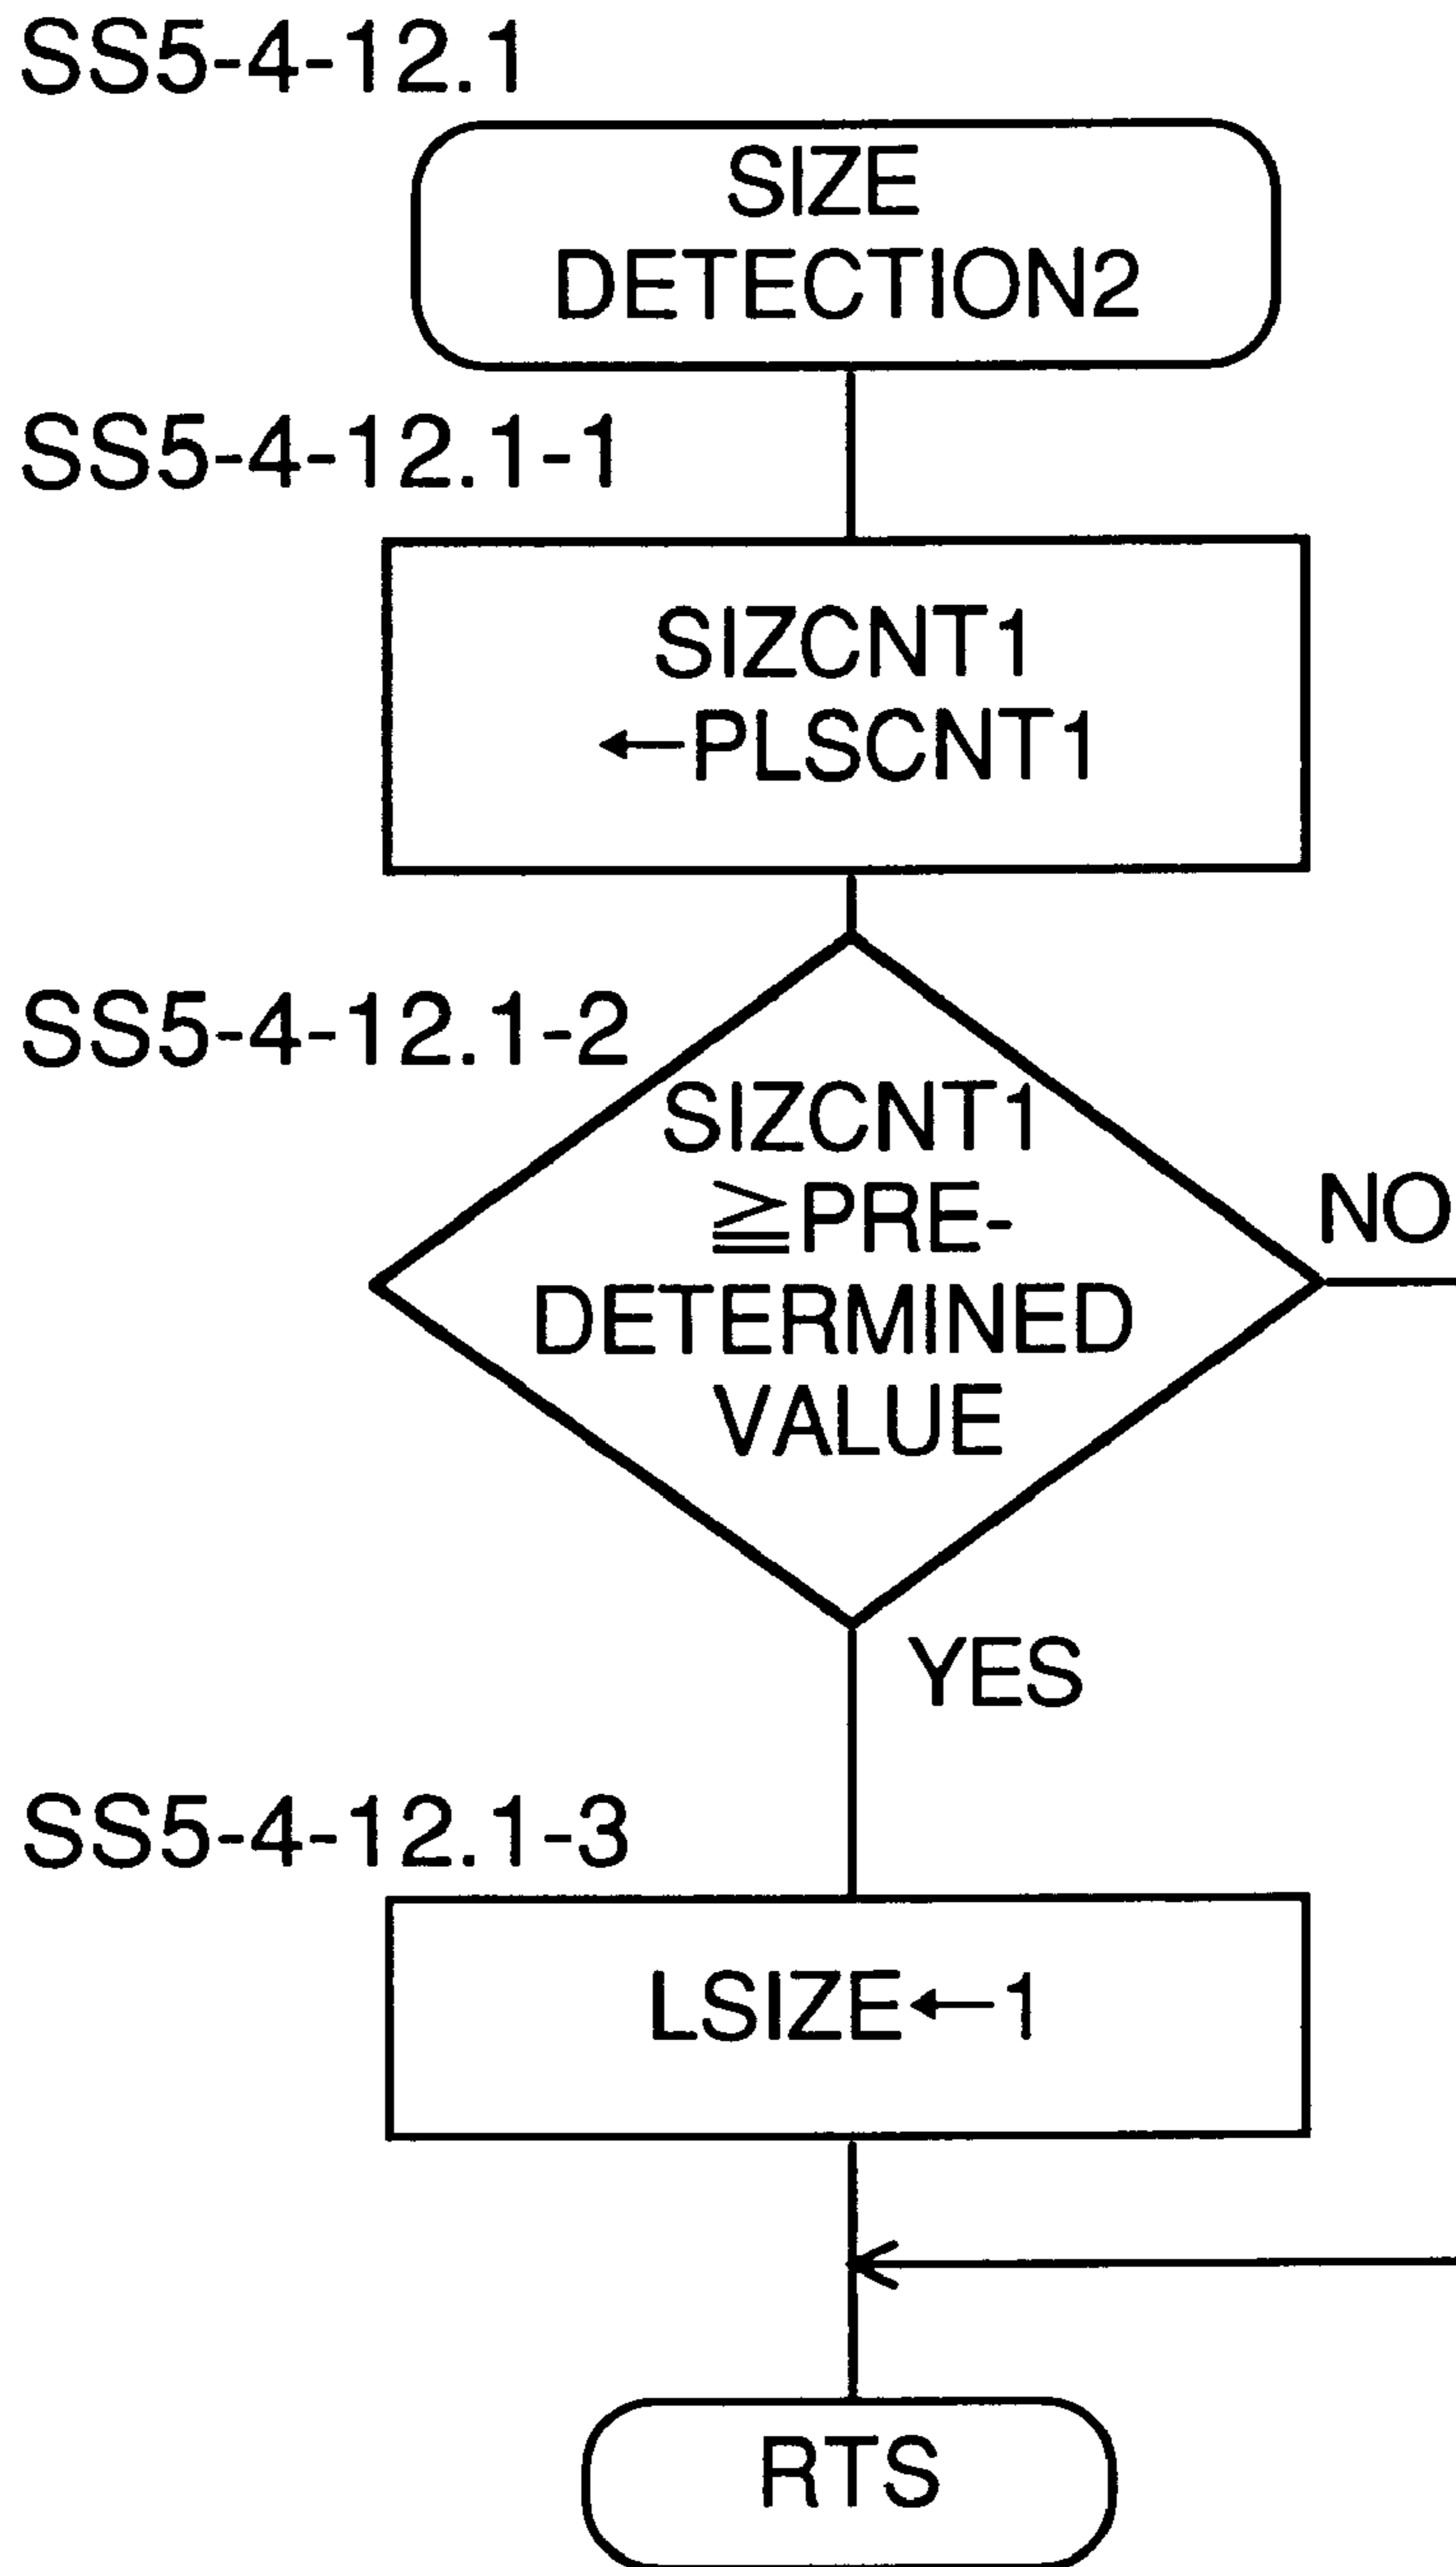 SS5-4-12.1
SIZE
DETECTION2
SS5-4-12.1-1
SIZCNT1
←PLSCNT1
SS5-4-12.1-2
SIZCNT1
≧PRE-
DETERMINED
VALUE
NO
YES
SS5-4-12.1-3
LSIZE←1
RTS